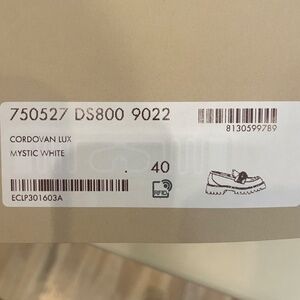 750527 DS800 9022
8130599789
CORDOVAN LUX
MYSTIC WHITE
. 40
ECLP301603A
RFID